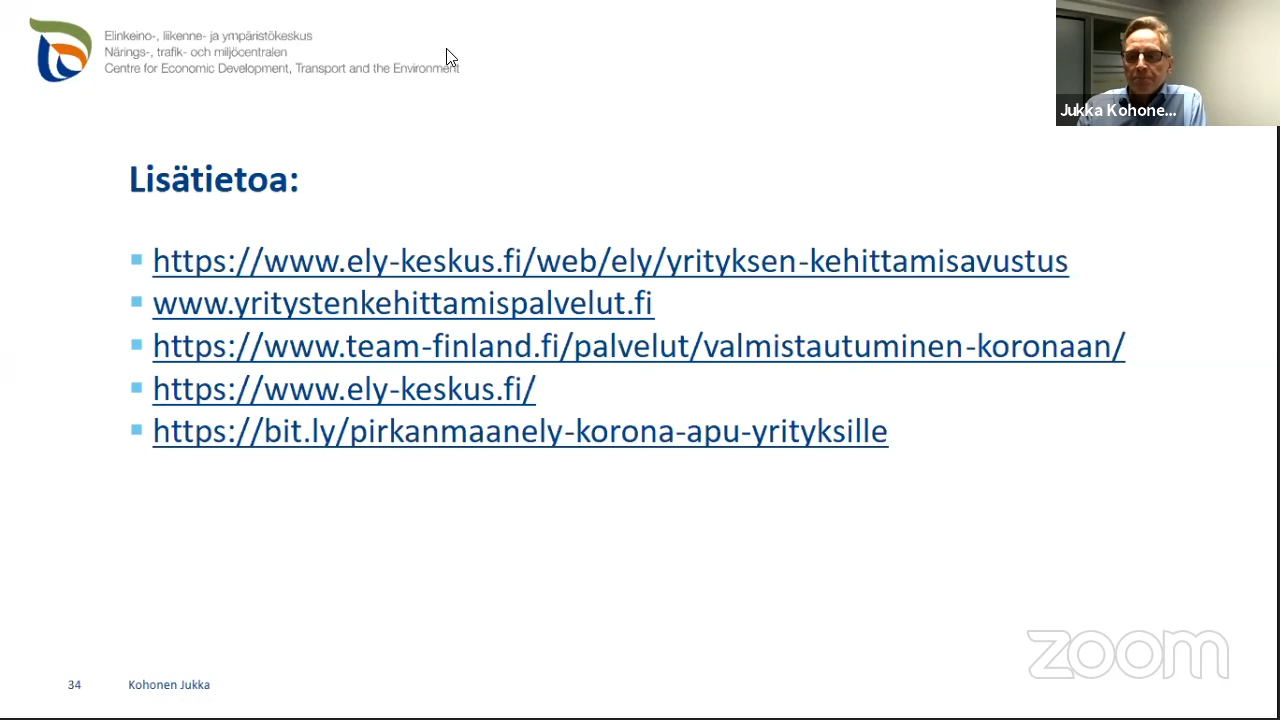 Elinkeino-, liikenne- ja ympäristökeskus
Närings-, trafik- och miljöcentralen
Centre for Economic Development, Transport and the Environment
Jukka Kohone...
Lisätietoa:
https://www.ely-keskus.fi/web/ely/yrityksen-kehittamisavustus
www.yritystenkehittamispalvelut.fi
https://www.team-finland.fi/palvelut/valmistautuminen-koronaan/
https://www.ely-keskus.fi/
https://bit.ly/pirkanmaanely-korona-apu-yrityksille
zoom
34 Kohonen Jukka